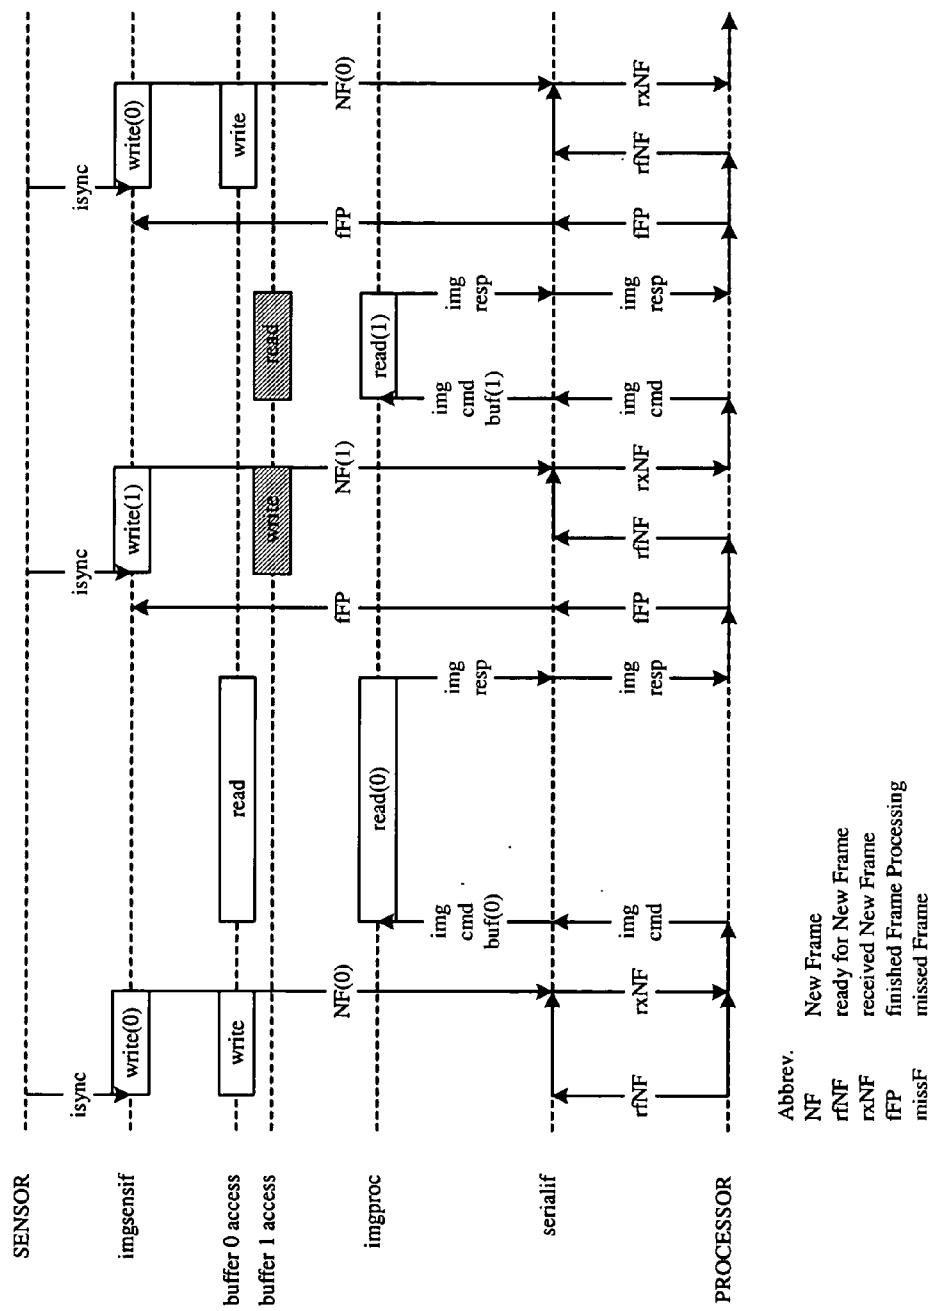 SENSOR
isync
isync
isync
imgsensif
write(0)
write(1)
write(0)
buffer 0 access
write
read
write
buffer 1 access
write
read
NF(0)
fFP
NF(1)
fFP
NF(0)
imgproc
read(0)
read(1)
img
cmd
buf(0)
img
resp
img
cmd
buf(1)
img
resp
serialif
rfNF
rxNF
img
cmd
img
resp
fFP
rfNF
rxNF
img
cmd
img
resp
fFP
rfNF
rxNF
PROCESSOR
Abbrev.
NF New Frame
rfNF ready for New Frame
rxNF received New Frame
fFP finished Frame Processing
missF missed Frame